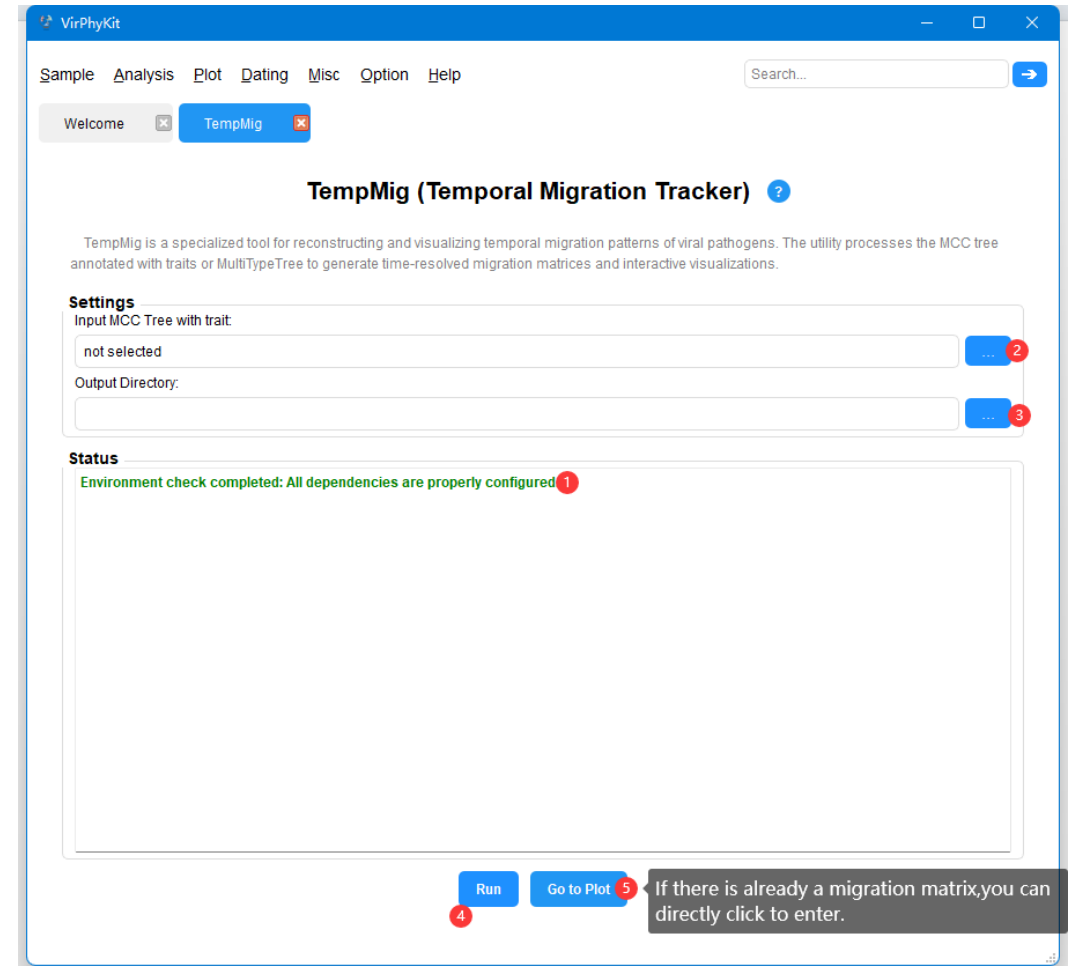 VirPhyKit
Sample Analysis Plot Dating Misc Option Help Search...
Welcome TempMig
TempMig (Temporal Migration Tracker) ?
TempMig is a specialized tool for reconstructing and visualizing temporal migration patterns of viral pathogens. The utility processes the MCC tree
annotated with traits or MultiTypeTree to generate time-resolved migration matrices and interactive visualizations.
Settings
Input MCC Tree with trait:
not selected ... 2
Output Directory:
... 3
Status
Environment check completed: All dependencies are properly configured 1
Run Go to Plot 5 If there is already a migration matrix,you can
4 directly click to enter.